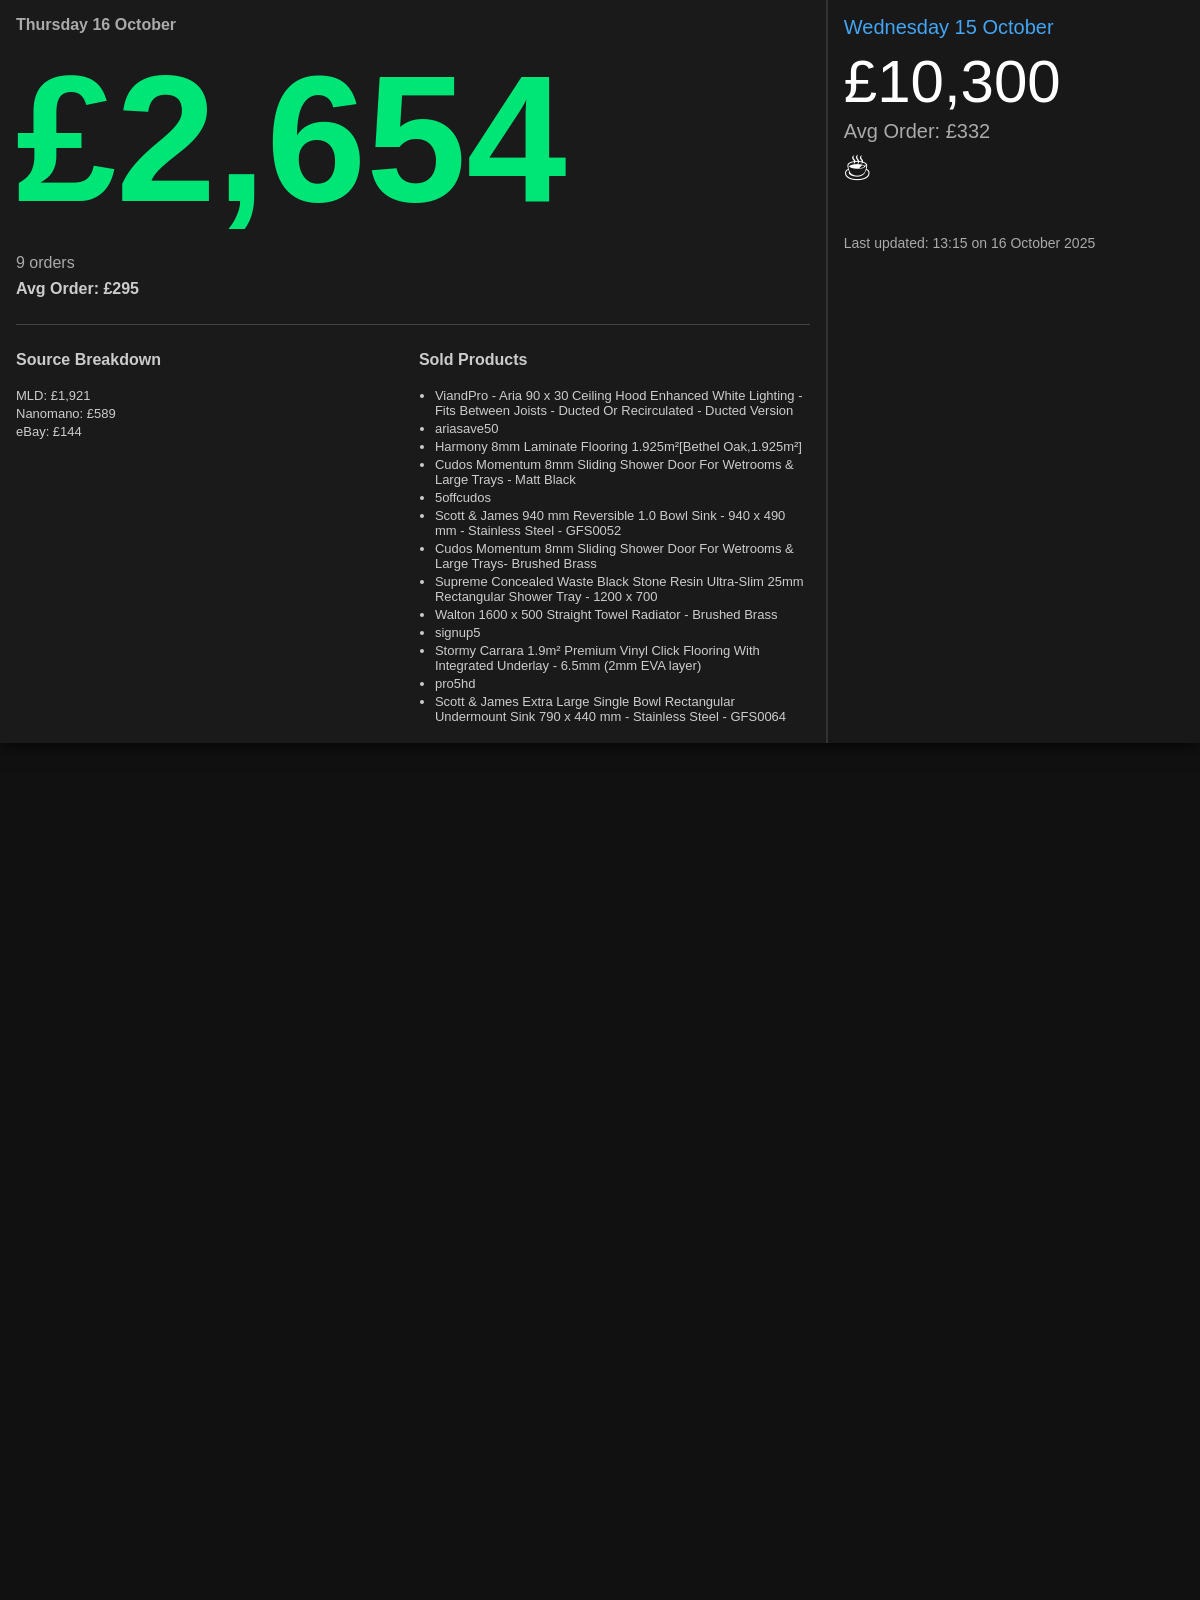 Thursday 16 October
£2,654
9 orders
Avg Order: £295
Source Breakdown
MLD: £1,921
Nanomano: £589
eBay: £144
Sold Products
• ViandPro - Aria 90 x 30 Ceiling Hood Enhanced White Lighting -
Fits Between Joists - Ducted Or Recirculated - Ducted Version
• ariasave50
• Harmony 8mm Laminate Flooring 1.925m²[Bethel Oak,1.925m²]
• Cudos Momentum 8mm Sliding Shower Door For Wetrooms &
Large Trays - Matt Black
• 5offcudos
• Scott & James 940 mm Reversible 1.0 Bowl Sink - 940 x 490
mm - Stainless Steel - GFS0052
• Cudos Momentum 8mm Sliding Shower Door For Wetrooms &
Large Trays- Brushed Brass
• Supreme Concealed Waste Black Stone Resin Ultra-Slim 25mm
Rectangular Shower Tray - 1200 x 700
• Walton 1600 x 500 Straight Towel Radiator - Brushed Brass
• signup5
• Stormy Carrara 1.9m² Premium Vinyl Click Flooring With
Integrated Underlay - 6.5mm (2mm EVA layer)
• pro5hd
• Scott & James Extra Large Single Bowl Rectangular
Undermount Sink 790 x 440 mm - Stainless Steel - GFS0064
Wednesday 15 October
£10,300
Avg Order: £332
☕
Last updated: 13:15 on 16 October 2025